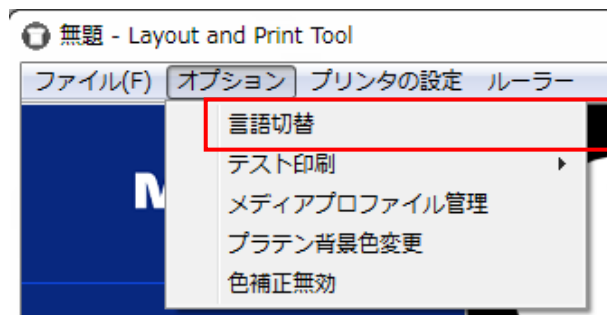 無題 - Layout and Print Tool
ファイル(F) オプション プリンタの設定 ルーラー
言語切替
テスト印刷
メディアプロファイル管理
プラテン背景色変更
色補正無効